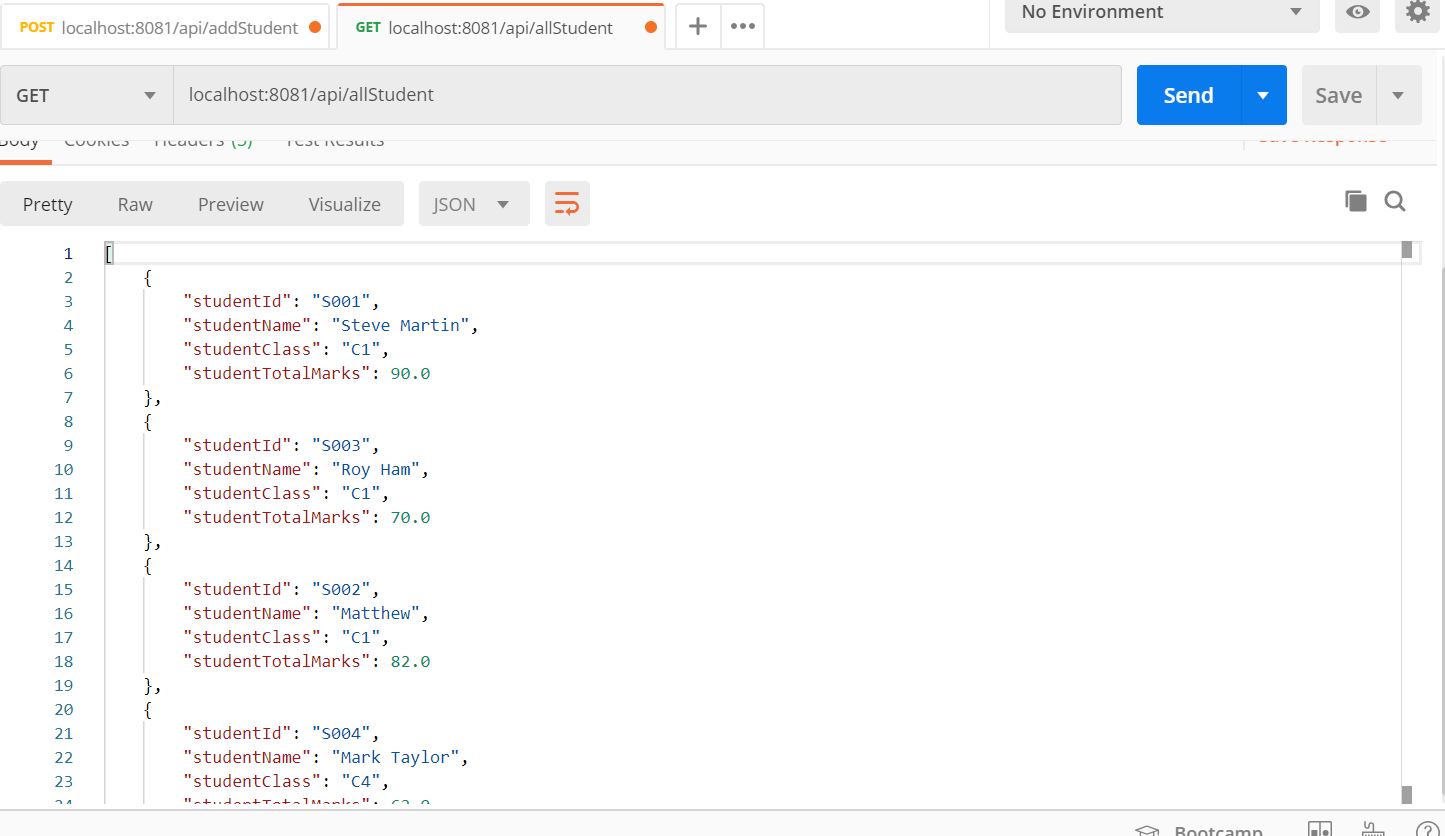 POST localhost:8081/api/addStudent GET localhost:8081/api/allStudent + ••• No Environment
GET localhost:8081/api/allStudent Send Save
Body Cookies Headers (5) Test Results Save Response
Pretty Raw Preview Visualize JSON
1 [
2 {
3 "studentId": "S001",
4 "studentName": "Steve Martin",
5 "studentClass": "C1",
6 "studentTotalMarks": 90.0
7 },
8 {
9 "studentId": "S003",
10 "studentName": "Roy Ham",
11 "studentClass": "C1",
12 "studentTotalMarks": 70.0
13 },
14 {
15 "studentId": "S002",
16 "studentName": "Matthew",
17 "studentClass": "C1",
18 "studentTotalMarks": 82.0
19 },
20 {
21 "studentId": "S004",
22 "studentName": "Mark Taylor",
23 "studentClass": "C4",
24 "studentTotalMarks":
Bootcamp